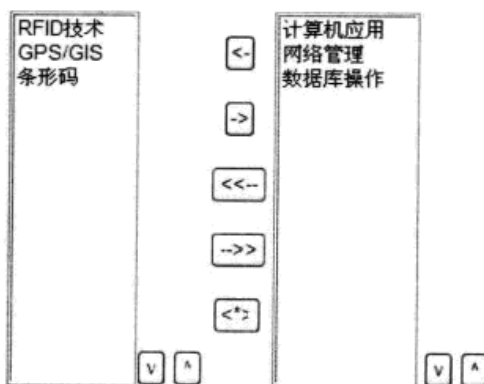 RFID技术
GPS/GIS
条形码
<-
->
<<--
-->>
<*>
计算机应用
网络管理
数据库操作
v ^
v ^